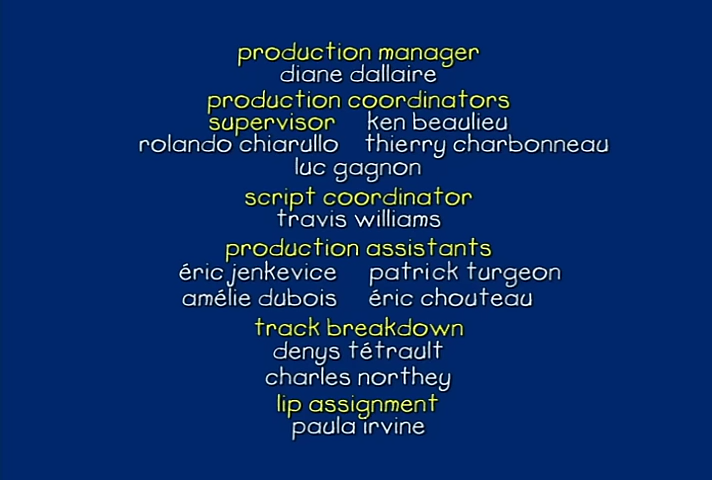 production manager
diane dallaire
production coordinators
supervisor ken beaulieu
rolando chiarullo thierry charbonneau
luc gagnon
script coordinator
travis williams
production assistants
éric jenkevice patrick turgeon
amélie dubois éric chouteau
track breakdown
denys tétrault
charles northey
lip assignment
paula irvine